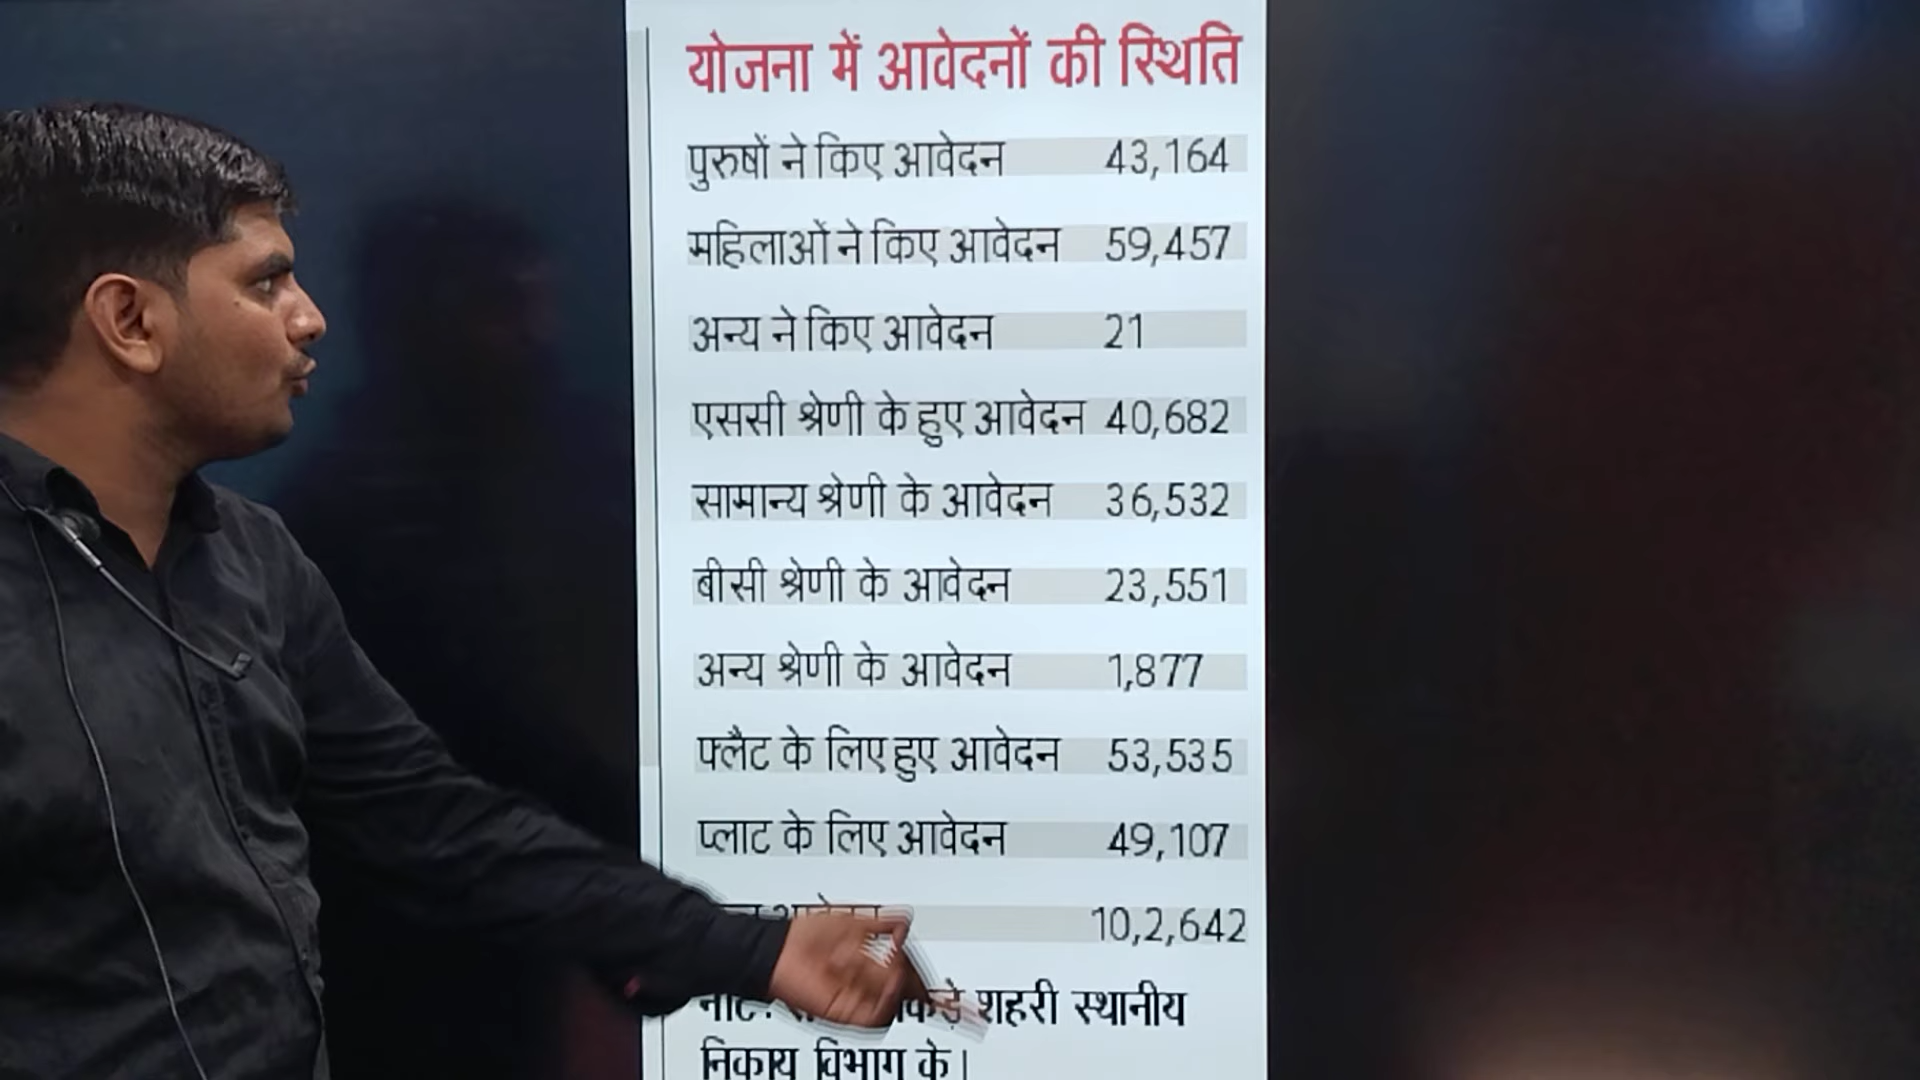 योजना में आवेदनों की स्थिति
पुरुषों ने किए आवेदन 43,164
महिलाओं ने किए आवेदन 59,457
अन्य ने किए आवेदन 21
एससी श्रेणी के हुए आवेदन 40,682
सामान्य श्रेणी के आवेदन 36,532
बीसी श्रेणी के आवेदन 23,551
अन्य श्रेणी के आवेदन 1,877
फ्लैट के लिए हुए आवेदन 53,535
प्लाट के लिए आवेदन 49,107
10,2,642
शहरी स्थानीय
निकाय विभाग के।